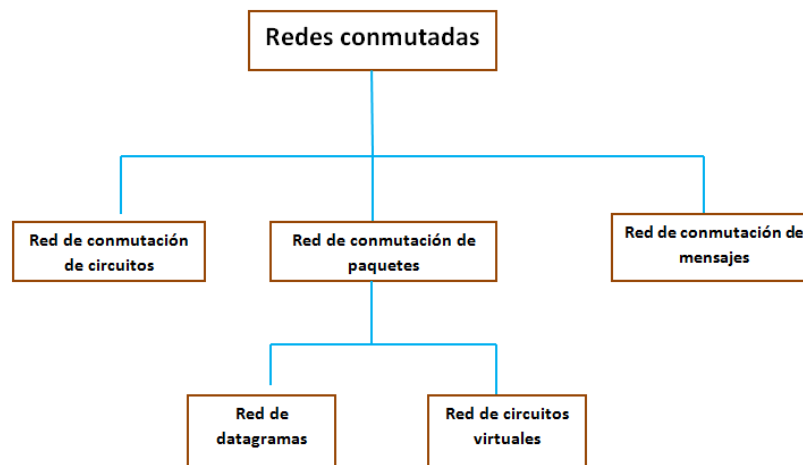 Redes conmutadas
Red de conmutación
de circuitos
Red de conmutación de
paquetes
Red de conmutación de
mensajes
Red de
datagramas
Red de circuitos
virtuales